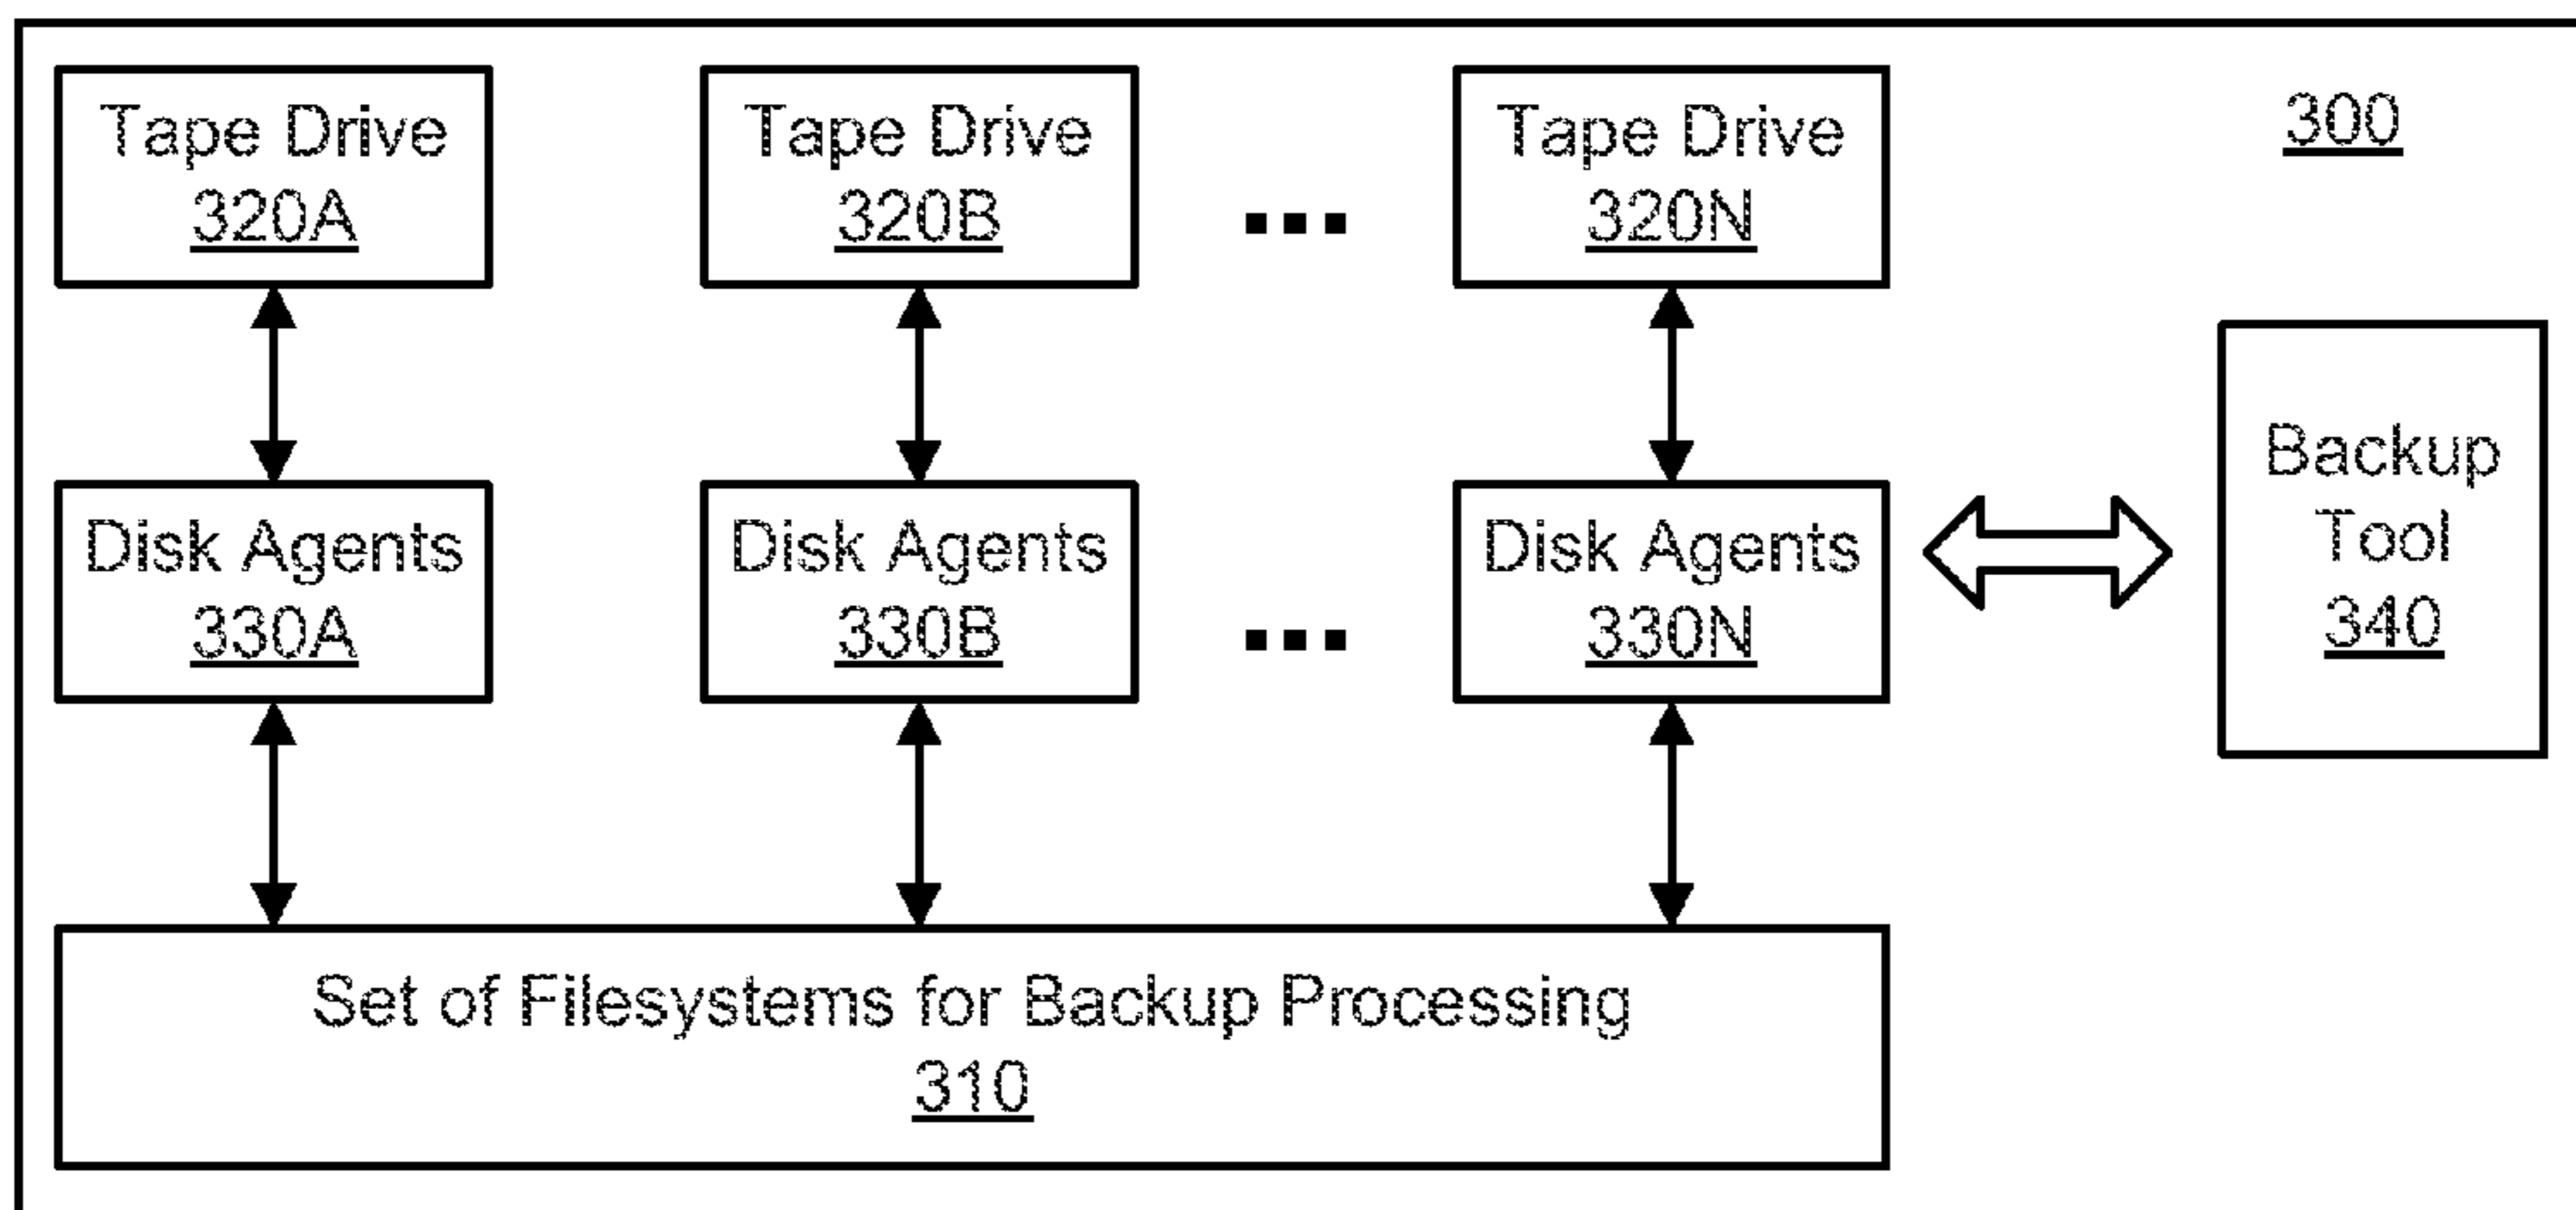 Tape Drive
320A
Tape Drive
320B
...
Tape Drive
320N
300
Disk Agents
330A
Disk Agents
330B
...
Disk Agents
330N
Backup
Tool
340
Set of Filesystems for Backup Processing
310